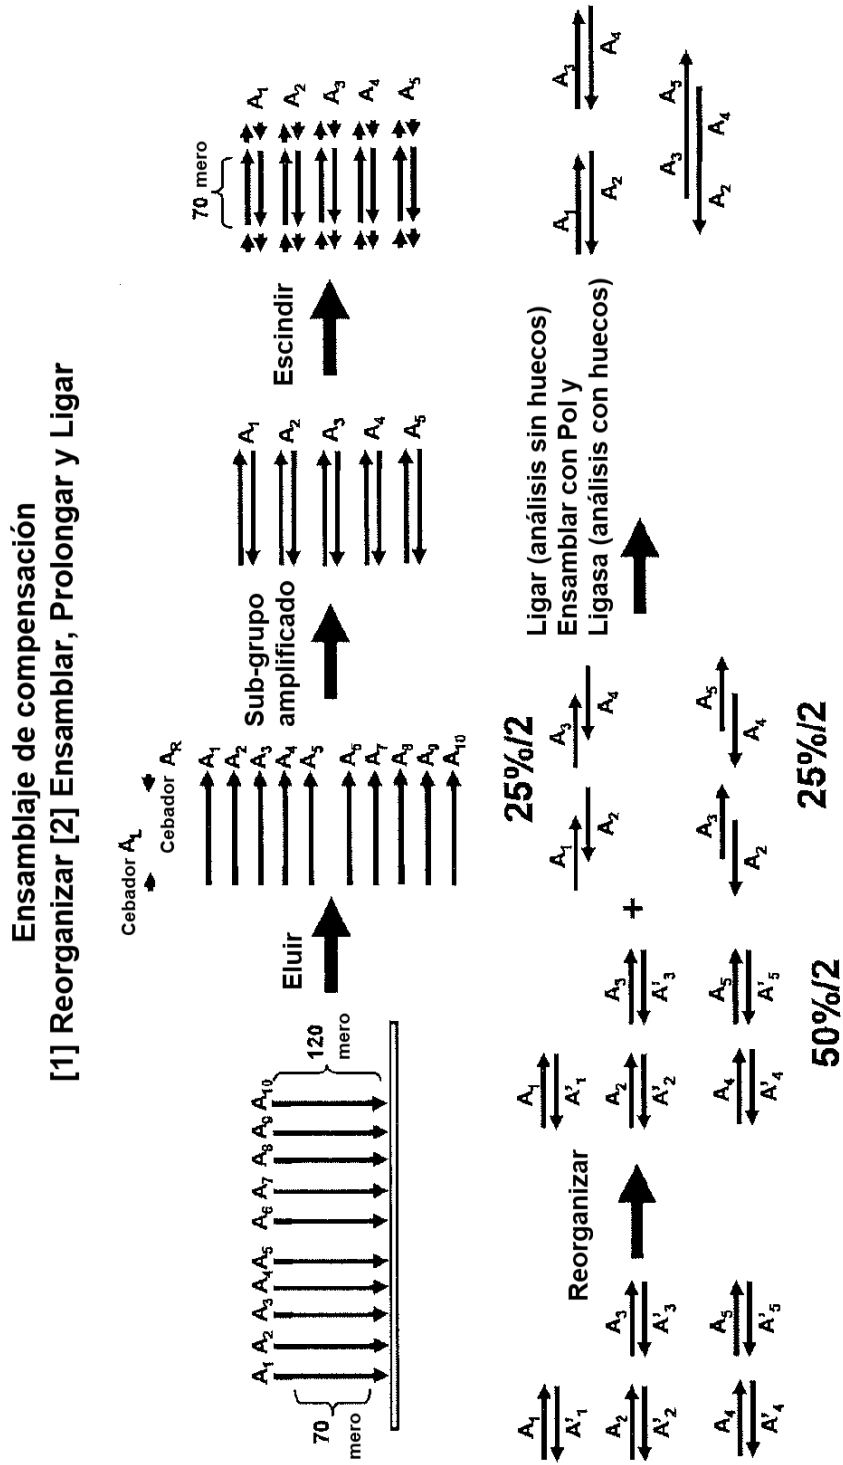 Ensamblaje de compensación
[1] Reorganizar [2] Ensamblar, Prolongar y Ligar
A1 A2 A3 A4 A5 A6 A7 A8 A9 A10
70 mero
120 mero
Eluir
Cebador AL
Cebador AR
A1
A2
A3
A4
A5
A6
A7
A8
A9
A10
Sub-grupo
amplificado
A1
A2
A3
A4
A5
Escindir
70 mero
A1
A2
A3
A4
A5
A1
A'1
A2
A'2
A3
A'3
A4
A'4
A5
A'5
Reorganizar
A1
A'1
A2
A'2
A3
A'3
A4
A'4
A5
A'5
50%/2
+
25%/2
A1
A2
A3
A4
A3
A2
A5
A4
25%/2
Ligar (análisis sin huecos)
Ensamblar con Pol y
Ligasa (análisis con huecos)
A1
A2
A3
A4
A3 A5
A2 A4